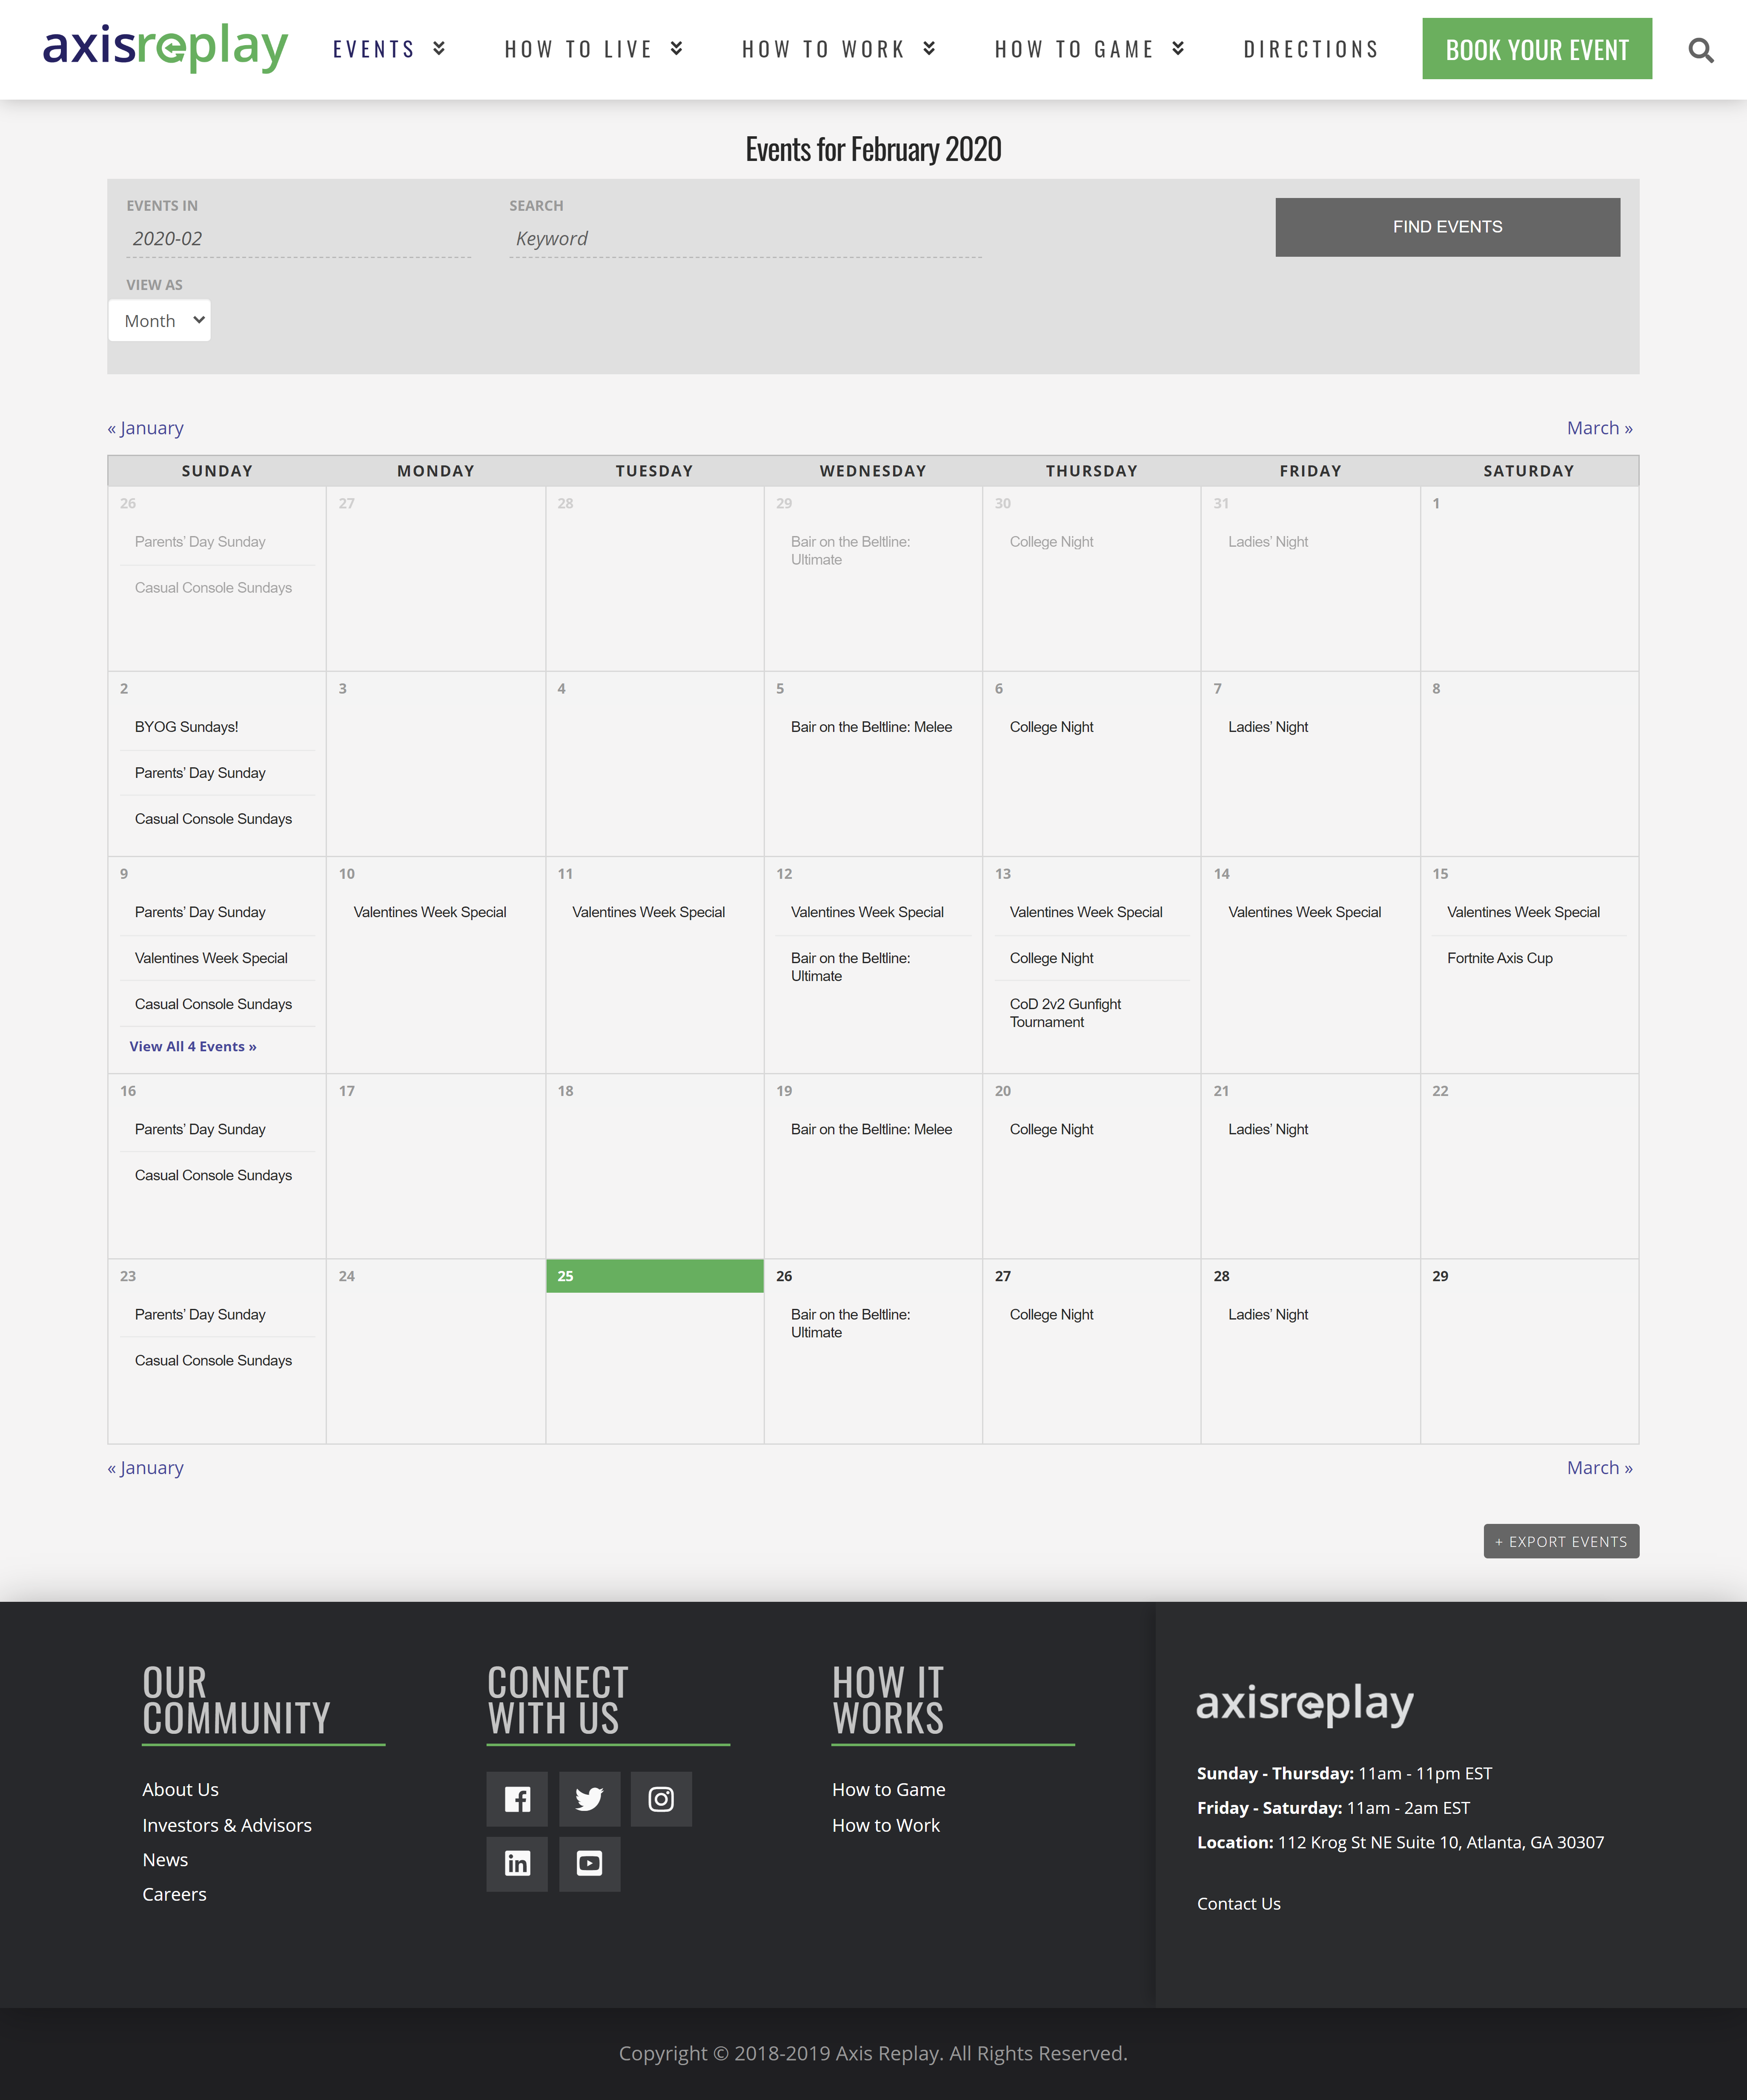 axisreplay
EVENTS HOW TO LIVE HOW TO WORK HOW TO GAME DIRECTIONS BOOK YOUR EVENT
Events for February 2020
EVENTS IN SEARCH
2020-02 Keyword FIND EVENTS
VIEW AS
Month
« January March »
SUNDAY MONDAY TUESDAY WEDNESDAY THURSDAY FRIDAY SATURDAY
26 27 28 29 30 31 1
Parents' Day Sunday Bair on the Beltline: College Night Ladies' Night
Ultimate
Casual Console Sundays
2 3 4 5 6 7 8
BYOG Sundays! Bair on the Beltline: Melee College Night Ladies' Night
Parents' Day Sunday
Casual Console Sundays
9 10 11 12 13 14 15
Parents' Day Sunday Valentines Week Special Valentines Week Special Valentines Week Special Valentines Week Special Valentines Week Special Valentines Week Special
Valentines Week Special Bair on the Beltline: College Night Fortnite Axis Cup
Ultimate
Casual Console Sundays CoD 2v2 Gunfight
Tournament
View All 4 Events »
16 17 18 19 20 21 22
Parents' Day Sunday Bair on the Beltline: Melee College Night Ladies' Night
Casual Console Sundays
23 24 25 26 27 28 29
Parents' Day Sunday Bair on the Beltline: College Night Ladies' Night
Ultimate
Casual Console Sundays
« January March »
+ EXPORT EVENTS
OUR
COMMUNITY
About Us
Investors & Advisors
News
Careers
CONNECT
WITH US
HOW IT
WORKS
How to Game
How to Work
axisreplay
Sunday - Thursday: 11am - 11pm EST
Friday - Saturday: 11am - 2am EST
Location: 112 Krog St NE Suite 10, Atlanta, GA 30307
Contact Us
Copyright © 2018-2019 Axis Replay. All Rights Reserved.